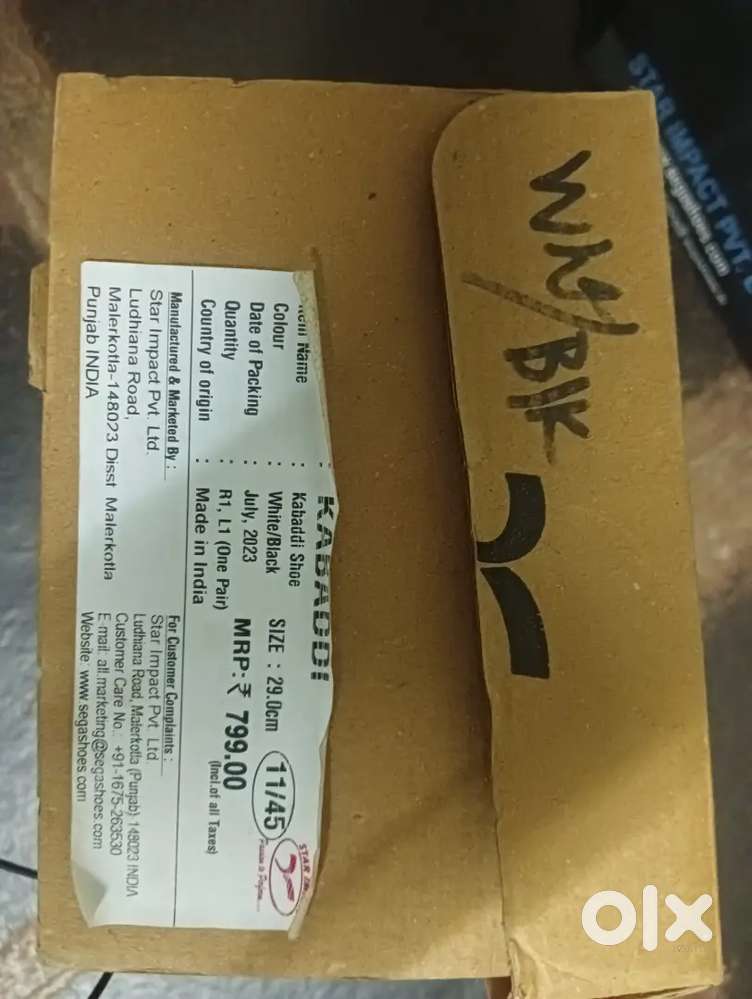 KABADDI
Item Name : Kabaddi Shoe
Colour : White/Black SIZE : 29.0cm 11/45
Date of Packing : July, 2023
Quantity : R1, L1 (One Pair) MRP: ₹ 799.00
(Incl.of all Taxes)
Country of origin : Made in India
Manufactured & Marketed By :
Star Impact Pvt. Ltd.
Ludhiana Road,
Malerkotla-148023 Disst Malerkotla
Punjab INDIA
For Customer Complaints :
Star Impact Pvt. Ltd.
Ludhiana Road, Malerkotla (Punjab) 148023 INDIA
Customer Care No.: +91-1675-263530
E-mail: all.marketing@segashoes.com
Website: www.segashoes.com
STAR
Wht/Blk
STAR IMPACT PVT.
olx